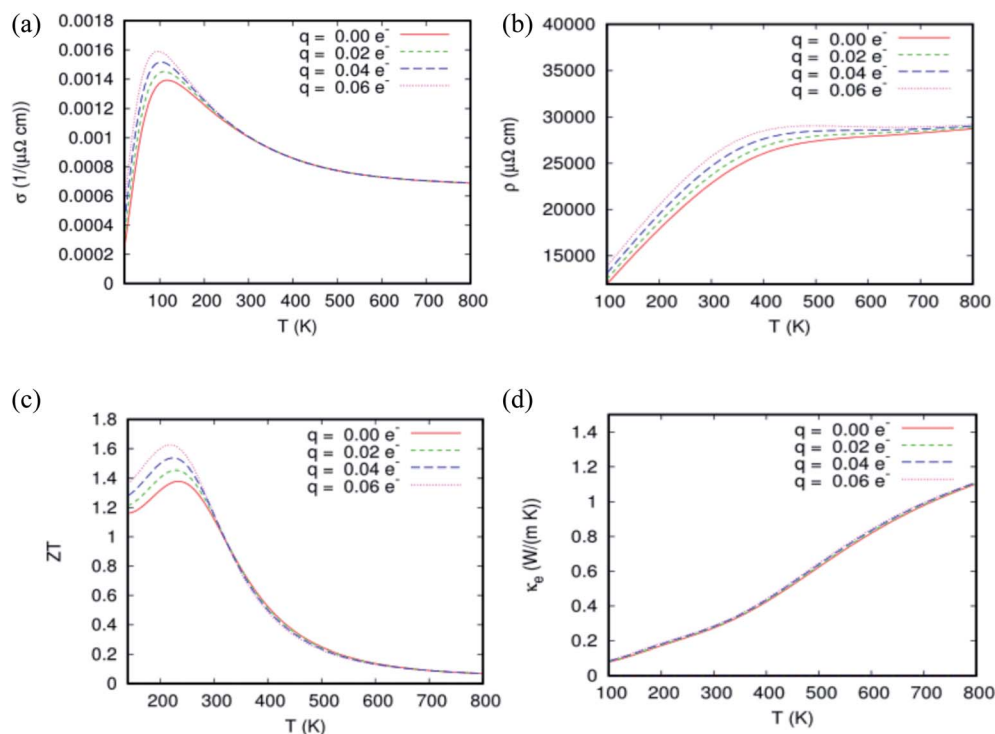 (a)
0.0018
0.0016
0.0014
0.0012
0.001
0.0008
0.0006
0.0004
0.0002
0
σ (1/(μΩ cm))
q = 0.00 e⁻
q = 0.02 e⁻
q = 0.04 e⁻
q = 0.06 e⁻
100 200 300 400 500 600 700 800
T (K)
(b)
40000
35000
30000
25000
20000
15000
ρ (μΩ cm)
q = 0.00 e⁻
q = 0.02 e⁻
q = 0.04 e⁻
q = 0.06 e⁻
100 200 300 400 500 600 700 800
T (K)
(c)
1.8
1.6
1.4
1.2
1
0.8
0.6
0.4
0.2
0
ZT
q = 0.00 e⁻
q = 0.02 e⁻
q = 0.04 e⁻
q = 0.06 e⁻
200 300 400 500 600 700 800
T (K)
(d)
1.4
1.2
1
0.8
0.6
0.4
0.2
0
κₑ (W/(m K))
q = 0.00 e⁻
q = 0.02 e⁻
q = 0.04 e⁻
q = 0.06 e⁻
100 200 300 400 500 600 700 800
T (K)